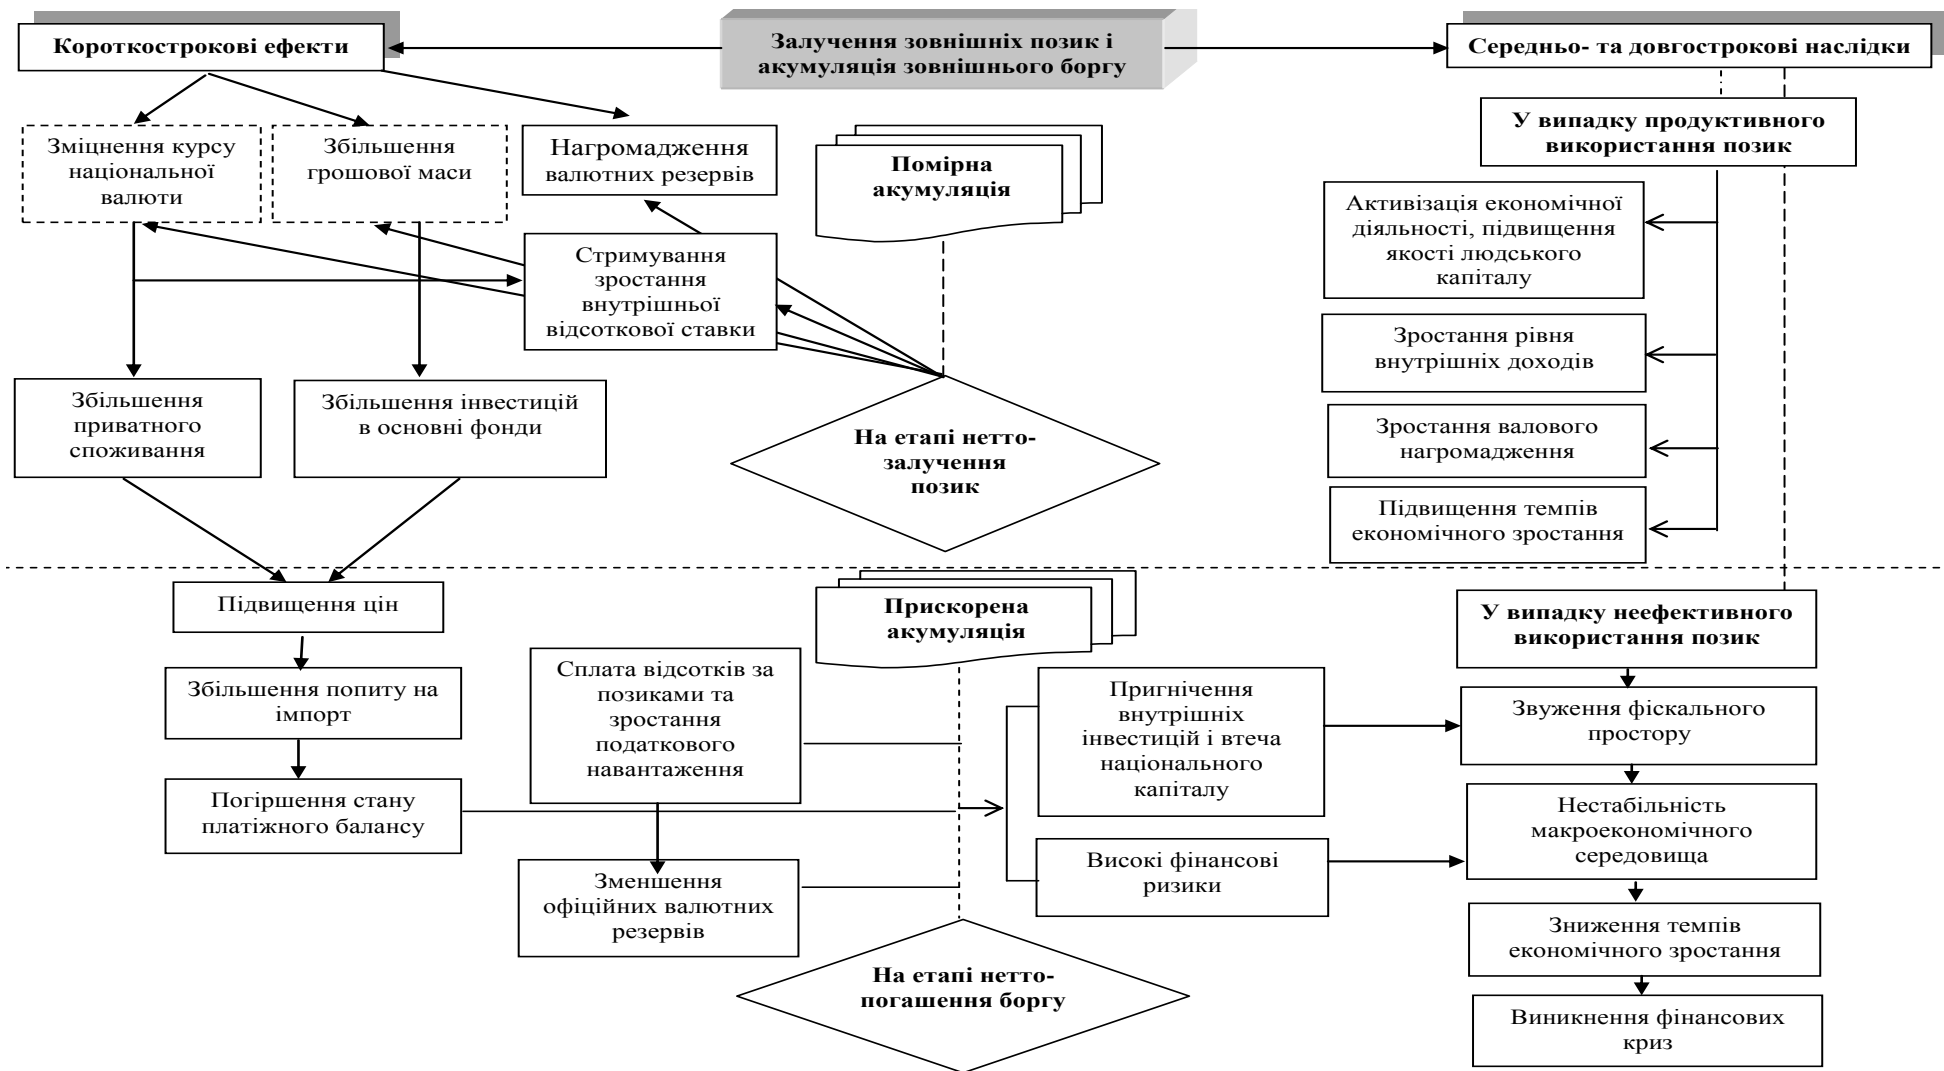 Короткострокові ефекти
Залучення зовнішніх позик і
акумуляція зовнішнього боргу
Середньо- та довгострокові наслідки
Зміцнення курсу
національної
валюти
Збільшення
грошової маси
Нагромадження
валютних резервів
Помірна
акумуляція
У випадку продуктивного
використання позик
Активізація економічної
діяльності, підвищення
якості людського
капіталу
Стримування
зростання
внутрішньої
відсоткової ставки
Зростання рівня
внутрішніх доходів
Збільшення
приватного
споживання
Збільшення інвестицій
в основні фонди
На етапі нетто-
залучення
позик
Зростання валового
нагромадження
Підвищення темпів
економічного зростання
Підвищення цін
Прискорена
акумуляція
У випадку неефективного
використання позик
Збільшення попиту на
імпорт
Сплата відсотків за
позиками та
зростання
податкового
навантаження
Пригнічення
внутрішніх
інвестицій і втеча
національного
капіталу
Звуження фіскального
простору
Погіршення стану
платіжного балансу
Нестабільність
макроекономічного
середовища
Зменшення
офіційних валютних
резервів
Високі фінансові
ризики
Зниження темпів
економічного зростання
На етапі нетто-
погашення боргу
Виникнення фінансових
криз